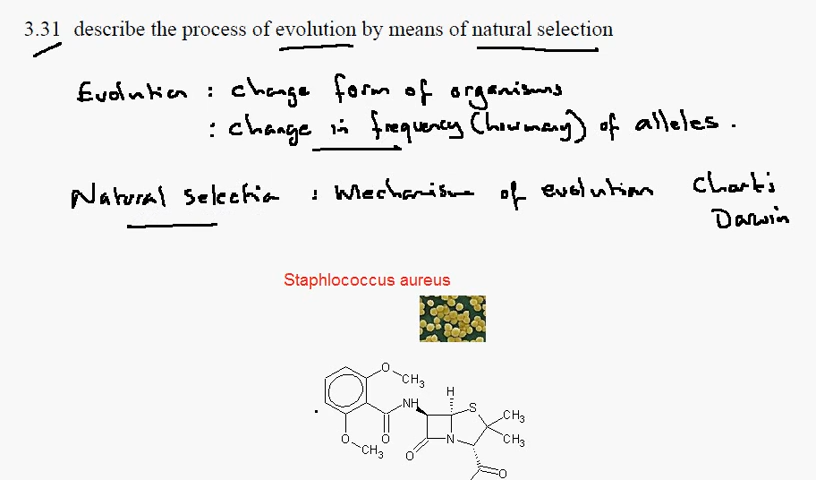 3.31 describe the process of evolution by means of natural selection
Evolution : change form of organisms
: change in frequency (how many) of alleles .
Natural selection : Mechanism of evolution Charles
Darwin
Staphlococcus aureus
O
CH3
H
NH
S
CH3
O
O
N
CH3
CH3
O
O